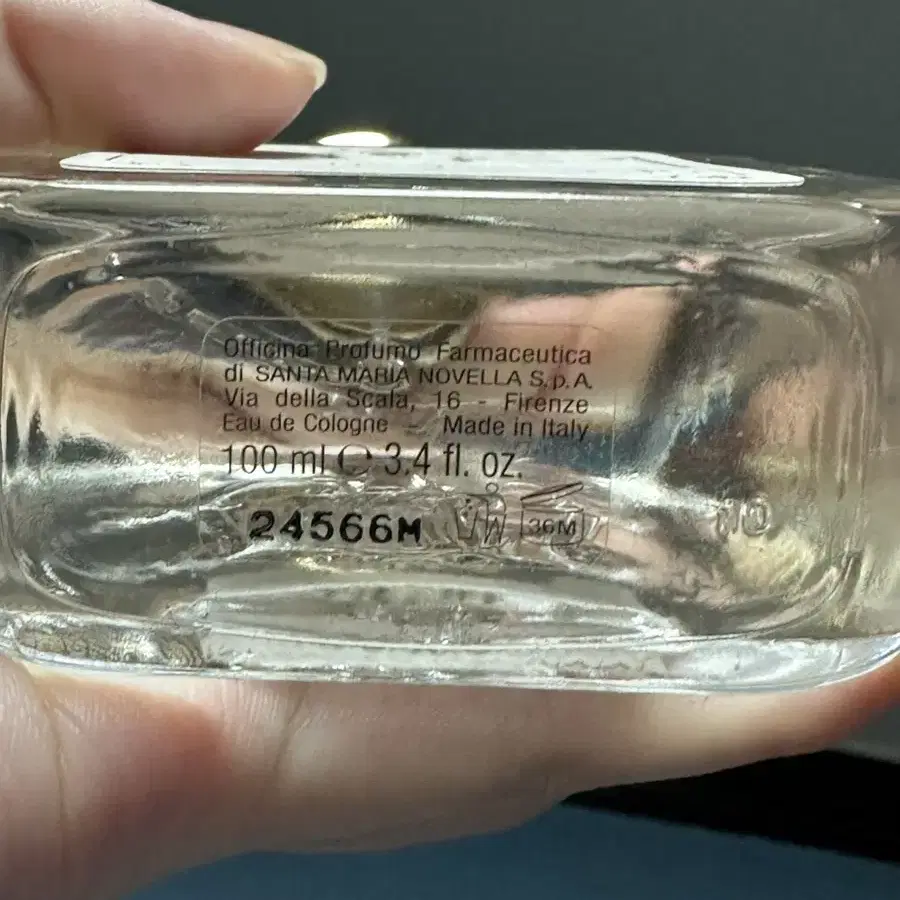 Officina Profumo Farmaceutica
di SANTA MARIA NOVELLA S.p.A.
Via della Scala, 16 - Firenze
Eau de Cologne - Made in Italy
100 ml ℮ 3.4 fl. oz.
24566M 36M